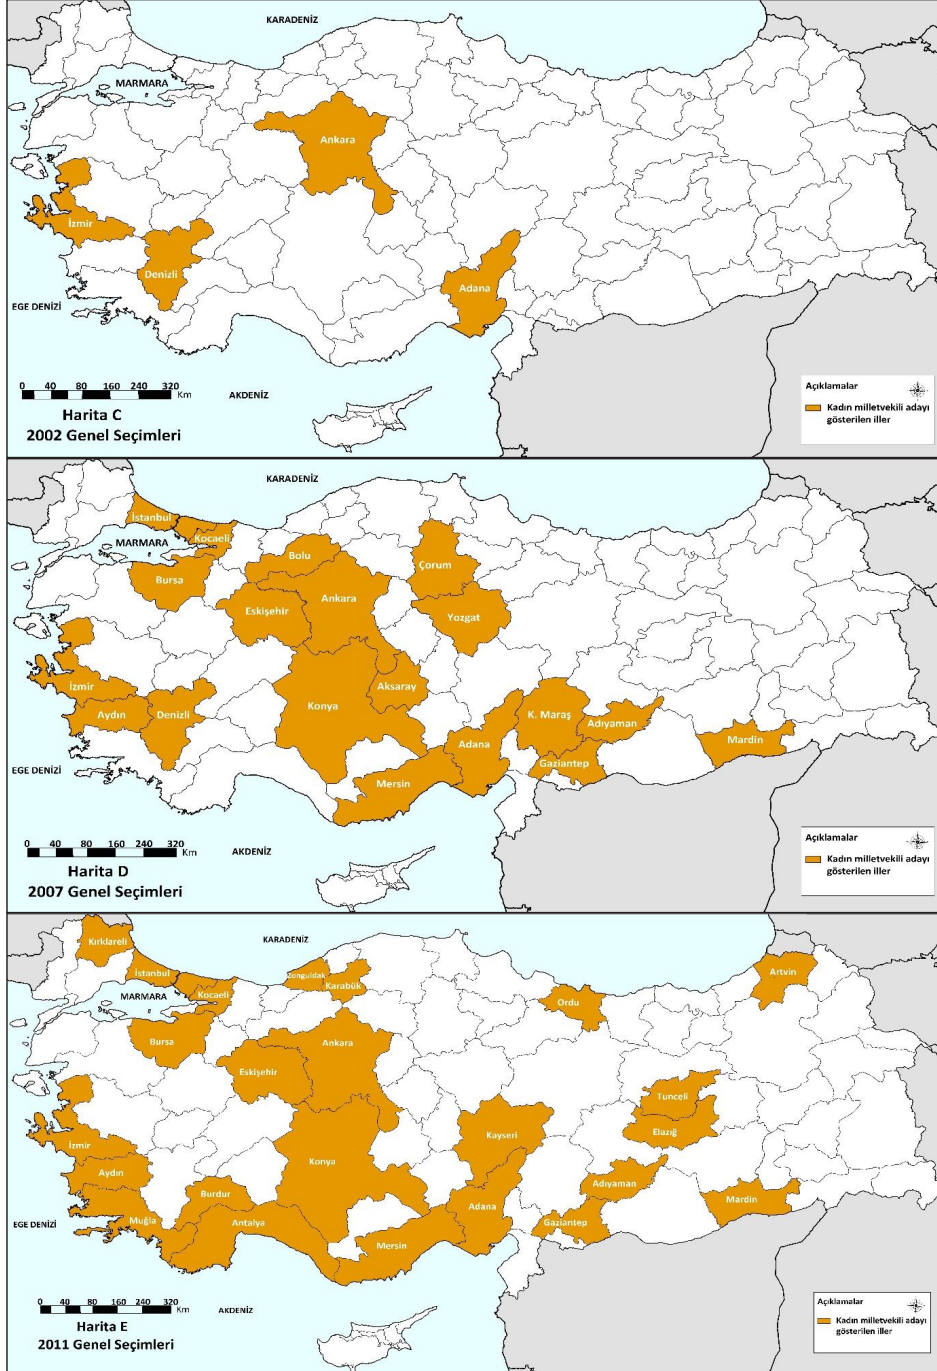 KARADENİZ
MARMARA
Ankara
İzmir
Denizli
Adana
EGE DENİZİ
AKDENİZ
0 40 80 160 240 320
Km
Harita C
2002 Genel Seçimleri
Açıklamalar
Kadın milletvekili adayı
gösterilen iller
KARADENİZ
İstanbul
Kocaeli
MARMARA
Bolu
Bursa
Çorum
Ankara
Eskişehir
Yozgat
İzmir
Aksaray
Konya
Aydın
Denizli
K. Maraş
Adıyaman
Adana
Mardin
Gaziantep
EGE DENİZİ
Mersin
0 40 80 160 240 320
Km
AKDENİZ
Harita D
2007 Genel Seçimleri
Açıklamalar
Kadın milletvekili adayı
gösterilen iller
Kırklareli
KARADENİZ
İstanbul
Zonguldak
Karabük
Artvin
MARMARA
Kocaeli
Ordu
Bursa
Ankara
Eskişehir
Tunceli
Kayseri
Elazığ
İzmir
Konya
Aydın
Adıyaman
Burdur
Mardin
Adana
Muğla
Antalya
Gaziantep
EGE DENİZİ
Mersin
0 40 80 160 240 320
Km
AKDENİZ
Harita E
2011 Genel Seçimleri
Açıklamalar
Kadın milletvekili adayı
gösterilen iller